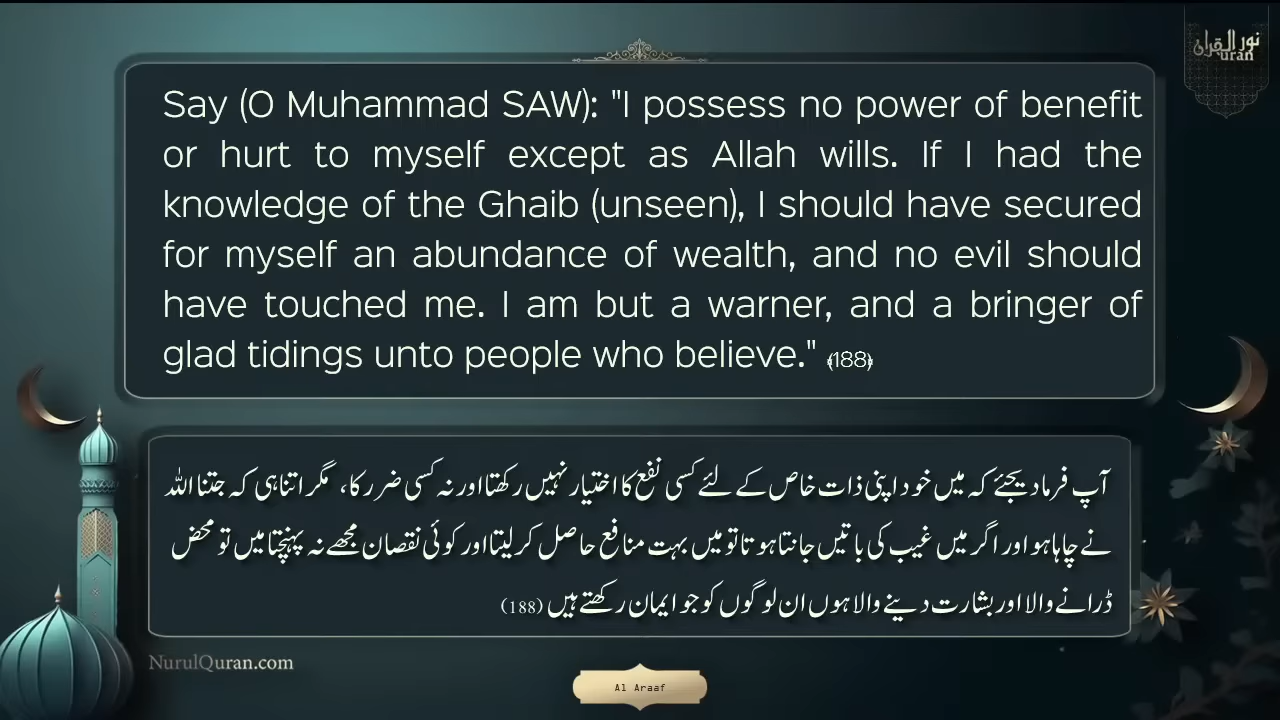 نور القرآن
uran
Say (O Muhammad SAW): "I possess no power of benefit
or hurt to myself except as Allah wills. If I had the
knowledge of the Ghaib (unseen), I should have secured
for myself an abundance of wealth, and no evil should
have touched me. I am but a warner, and a bringer of
glad tidings unto people who believe." ﴾188﴿
آپ فرما دیجئے کہ میں خود اپنی ذات خاص کے لئے کسی نفع کا اختیار نہیں رکھتا اور نہ کسی ضرر کا، مگر اتنا ہی کہ جتنا اللہ
نے چاہا ہو اور اگر میں غیب کی باتیں جانتا ہوتا تو میں بہت منافع حاصل کرلیتا اور کوئی نقصان مجھے نہ پہنچتا میں تو محض
ڈرانے والا اور بشارت دینے والا ہوں ان لوگوں کو جو ایمان رکھتے ہیں (188)
NurulQuran.com
Al Araaf